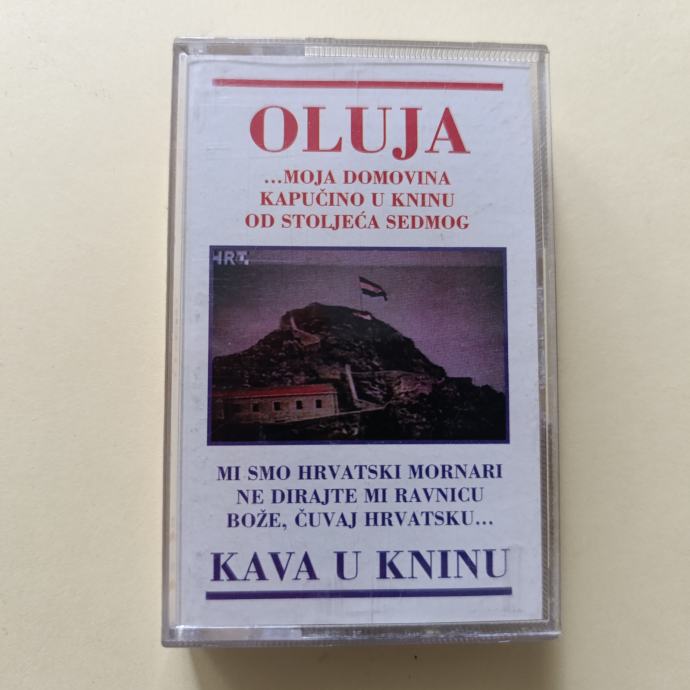 OLUJA
...MOJA DOMOVINA
KAPUČINO U KNINU
OD STOLJEĆA SEDMOG
HRT
MI SMO HRVATSKI MORNARI
NE DIRAJTE MI RAVNICU
BOŽE, ČUVAJ HRVATSKU...
KAVA U KNINU